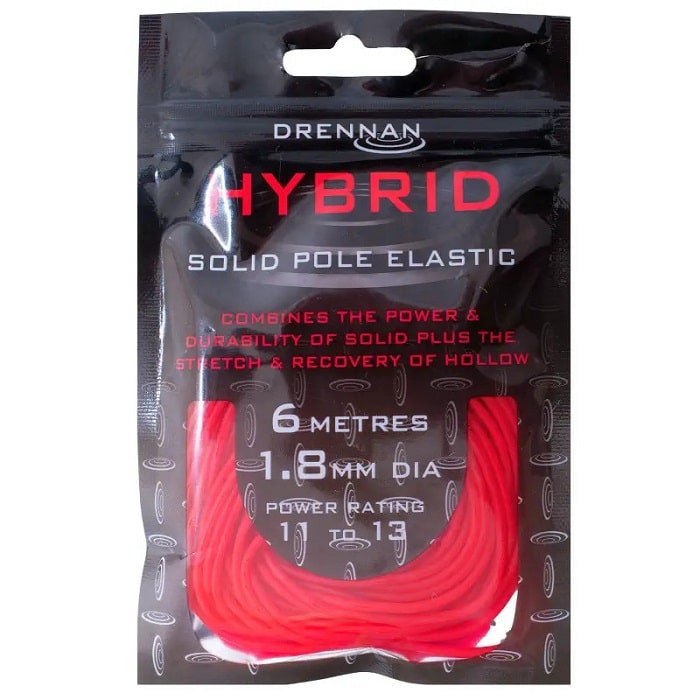 DRENNAN
HYBRID
SOLID POLE ELASTIC
COMBINES THE POWER &
DURABILITY OF SOLID PLUS THE
STRETCH & RECOVERY OF HOLLOW
6 METRES
1.8MM DIA
POWER RATING
11 TO 13